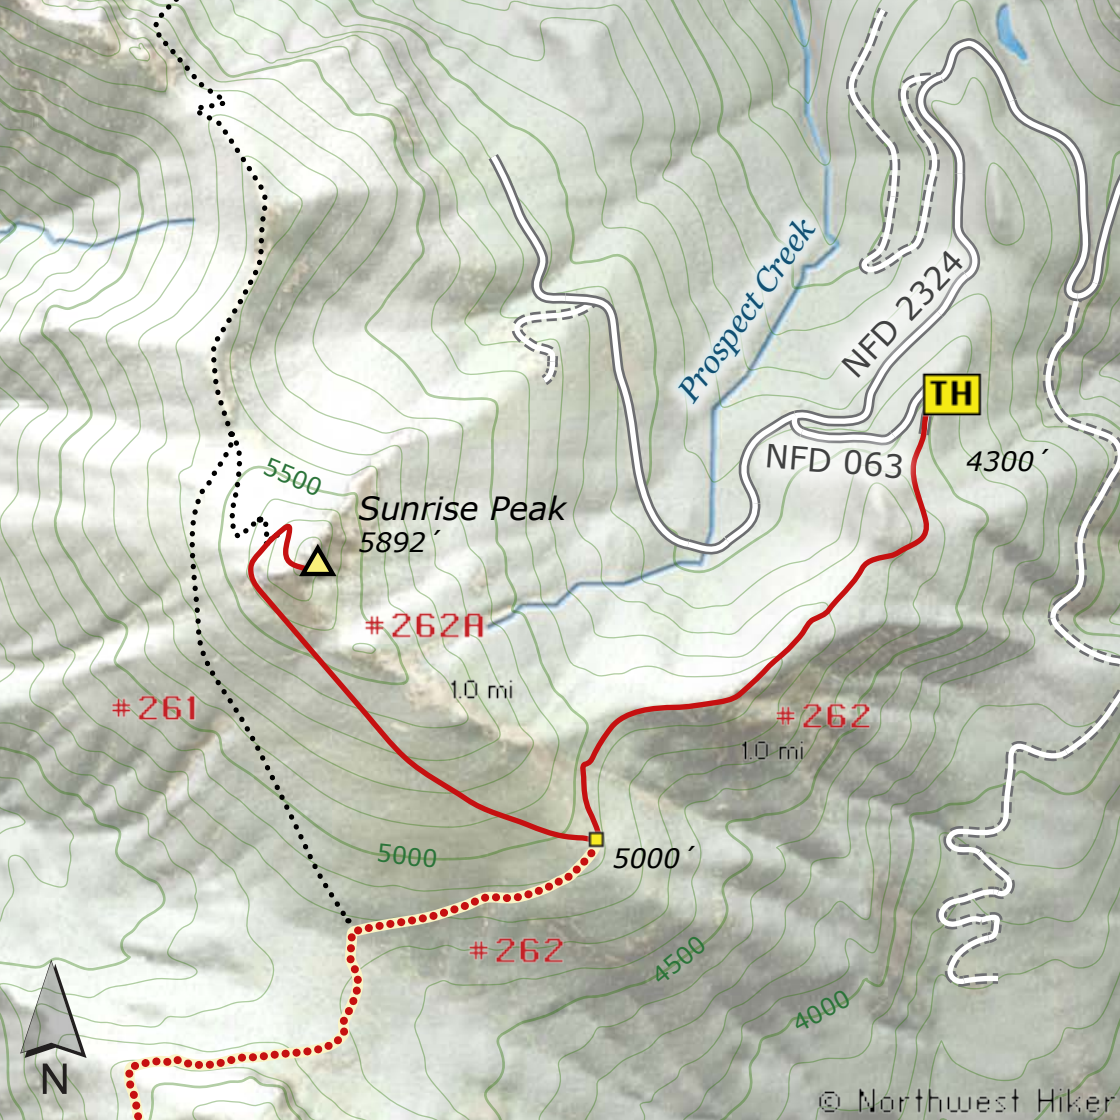 Prospect Creek
NFD 2324
TH
NFD 063
4300´
5500
Sunrise Peak
5892´
#262A
1.0 mi
#261
#262
1.0 mi
5000
5000´
#262
4500
4000
N
© Northwest Hiker